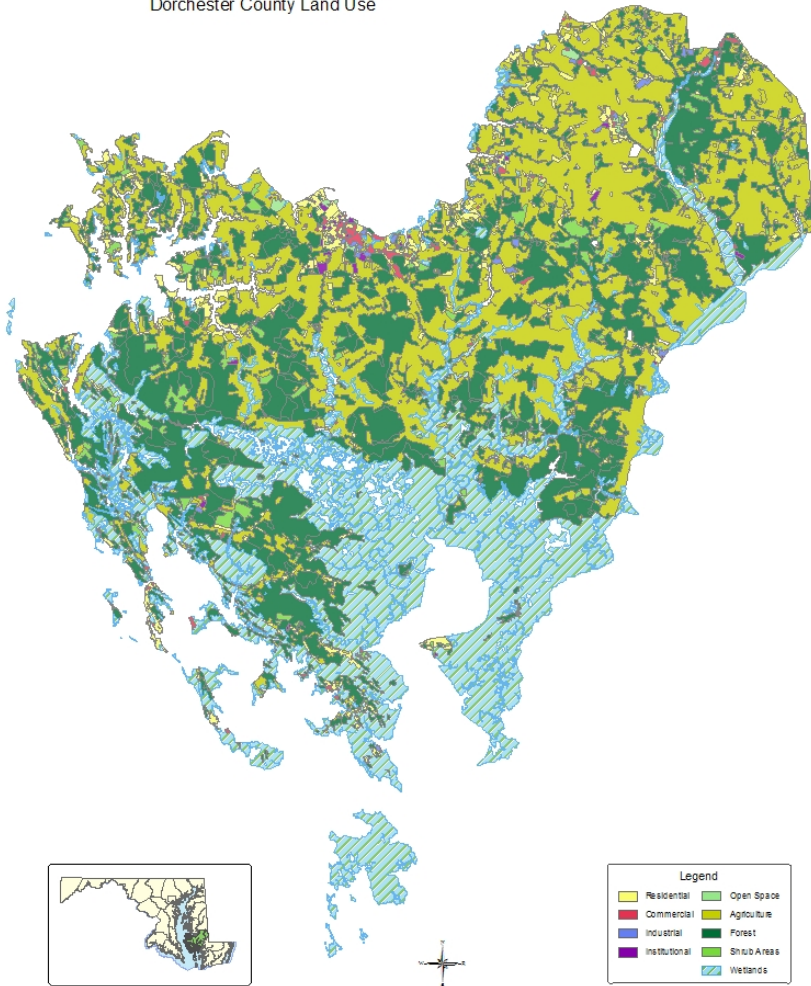 Dorchester County Land Use
Legend
Residential
Open Space
Commercial
Agriculture
Industrial
Forest
Institutional
Shrub Areas
Wetlands